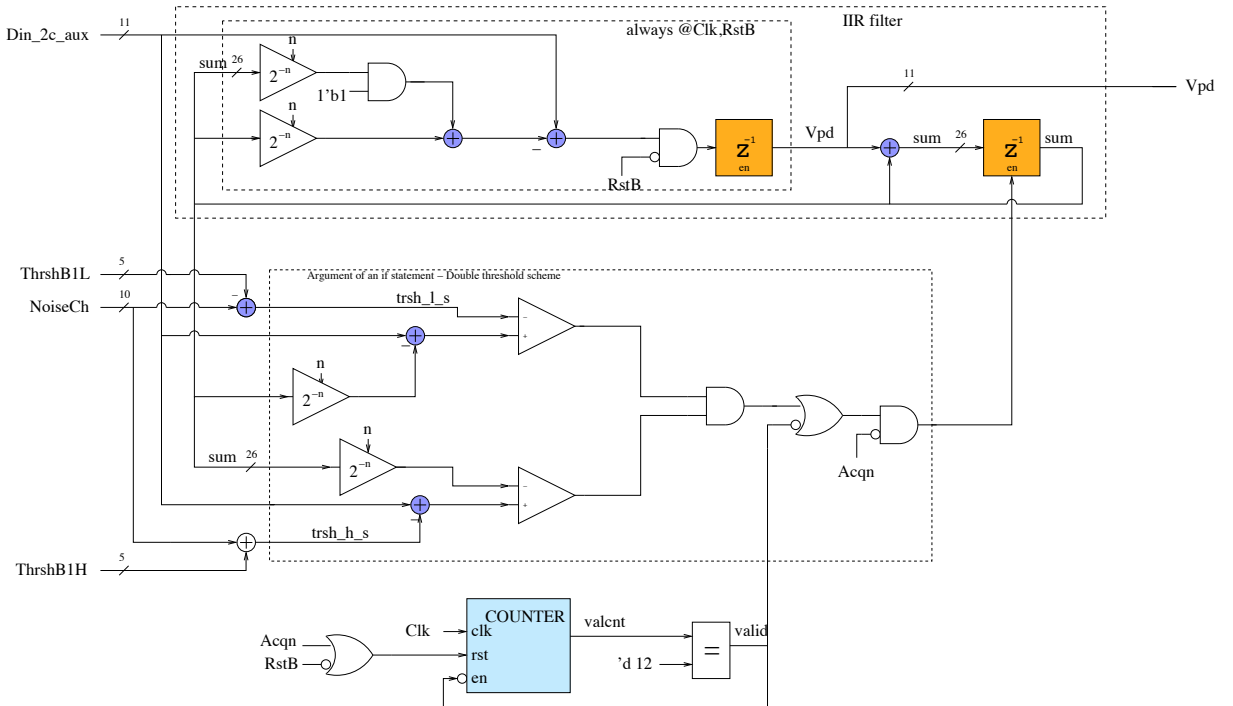 IIR filter
11
Din_2c_aux
always @Clk,RstB
n
sum 26
2⁻ⁿ
1'b1
11
Vpd
n
2⁻ⁿ
+
−
+
RstB
z⁻¹
en
Vpd
+
sum 26
z⁻¹
en
sum
ThrshB1L 5
Argument of an if statement – Double threshold scheme
NoiseCh 10
−
+
trsh_l_s
−
+
−
+
n
2⁻ⁿ
n
sum 26
2⁻ⁿ
Acqn
−
+
−
+
trsh_h_s
+
ThrshB1H 5
COUNTER
Clk
clk
valcnt
valid
Acqn
RstB
rst
'd 12
=
en